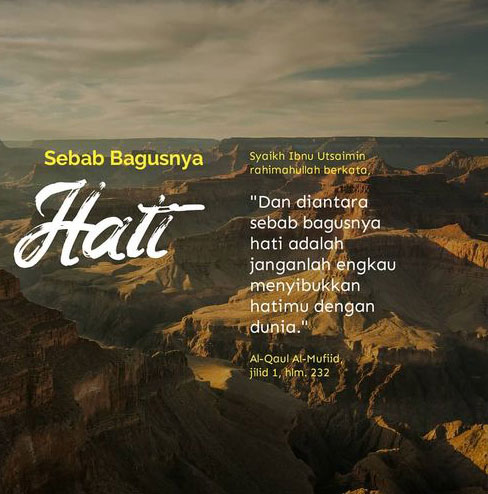 Sebab Bagusnya
Hati
Syaikh Ibnu Utsaimin
rahimahullah berkata,
"Dan diantara
sebab bagusnya
hati adalah
janganlah engkau
menyibukkan
hatimu dengan
dunia."
Al-Qaul Al-Mufiid,
jilid 1, hlm. 232